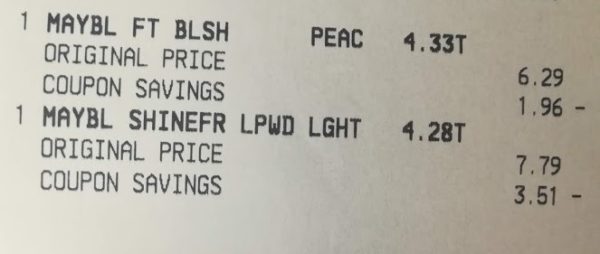 1 MAYBL FT BLSH PEAC 4.33T
ORIGINAL PRICE 6.29
COUPON SAVINGS 1.96 -
1 MAYBL SHINEFR LPWD LGHT 4.28T
ORIGINAL PRICE 7.79
COUPON SAVINGS 3.51 -